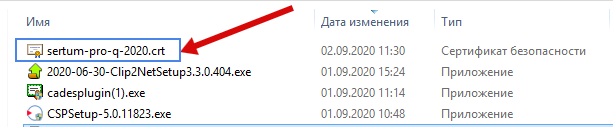 Имя Дата изменения Тип
sertum-pro-q-2020.crt 02.09.2020 11:30 Сертификат безопасности
2020-06-30-Clip2NetSetup3.3.0.404.exe 01.09.2020 15:24 Приложение
cadesplugin(1).exe 01.09.2020 11:14 Приложение
CSPSetup-5.0.11823.exe 01.09.2020 10:48 Приложение